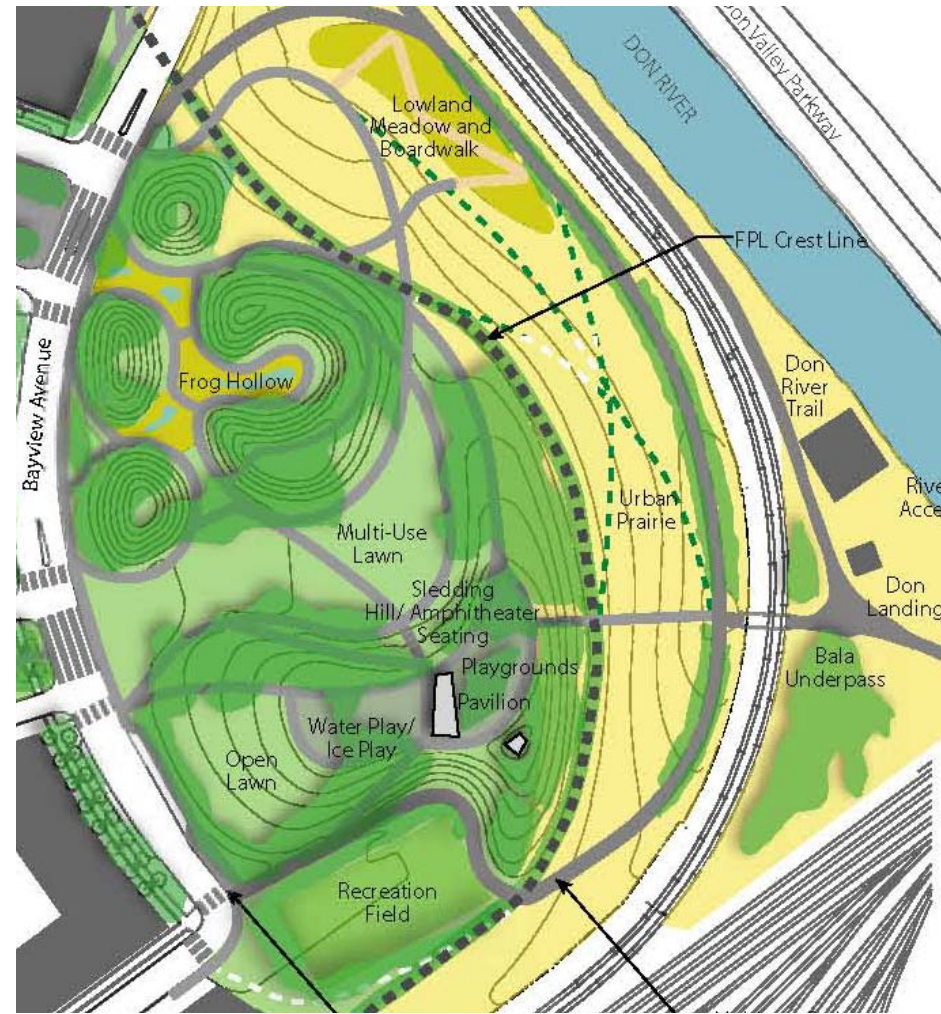 Don Valley Parkway
DON RIVER
Lowland
Meadow and
Boardwalk
FPL Crest Line
Don
River
Trail
Frog Hollow
Bayview Avenue
Urban
Prairie
Multi-Use
Lawn
Don
Landing
Sledding
Hill/ Amphitheater
Seating
Bala
Underpass
Playgrounds
Pavilion
Water Play/
Ice Play
Open
Lawn
Recreation
Field